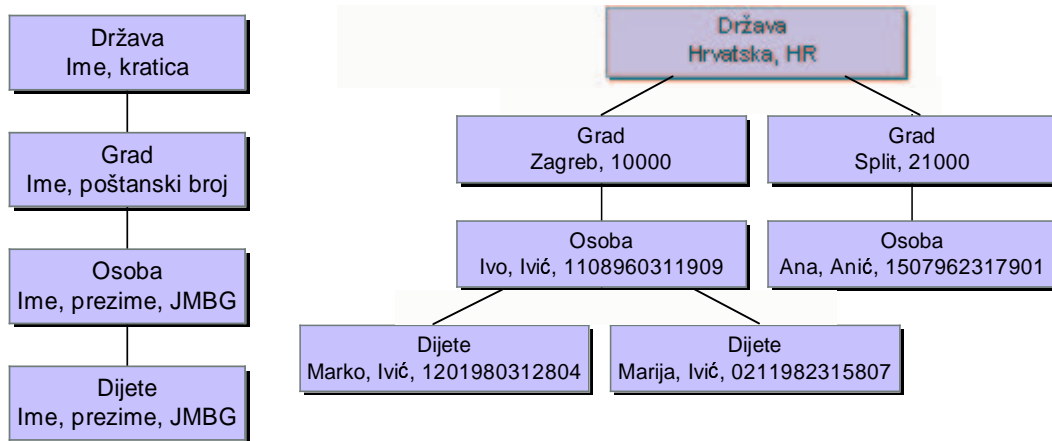 Država
Ime, kratica
Grad
Ime, poštanski broj
Osoba
Ime, prezime, JMBG
Dijete
Ime, prezime, JMBG
Država
Hrvatska, HR
Grad
Zagreb, 10000
Grad
Split, 21000
Osoba
Ivo, Ivić, 1108960311909
Osoba
Ana, Anić, 1507962317901
Dijete
Marko, Ivić, 1201980312804
Dijete
Marija, Ivić, 0211982315807